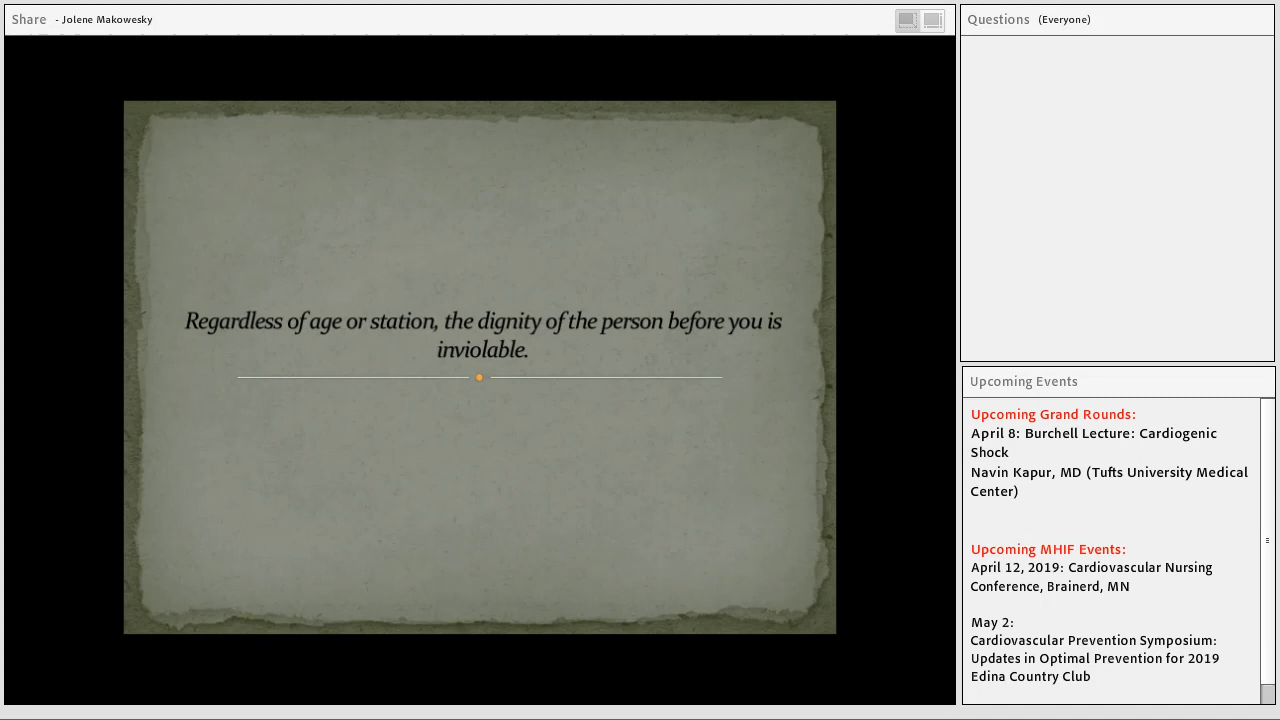 Share - Jolene Makowesky
Regardless of age or station, the dignity of the person before you is
inviolable.
Questions (Everyone)
Upcoming Events
Upcoming Grand Rounds:
April 8: Burchell Lecture: Cardiogenic
Shock
Navin Kapur, MD (Tufts University Medical
Center)
Upcoming MHIF Events:
April 12, 2019: Cardiovascular Nursing
Conference, Brainerd, MN
May 2:
Cardiovascular Prevention Symposium:
Updates in Optimal Prevention for 2019
Edina Country Club